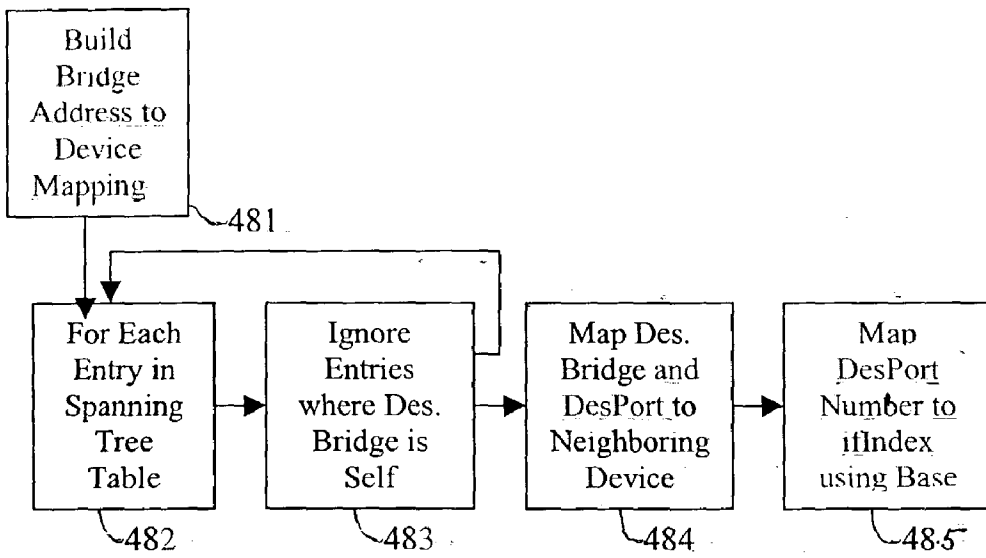 Build
Bridge
Address to
Device
Mapping
481
For Each
Entry in
Spanning
Tree
Table
482
Ignore
Entries
where Des.
Bridge is
Self
483
Map Des.
Bridge and
DesPort to
Neighboring
Device
484
Map
DesPort
Number to
ifIndex
using Base
485